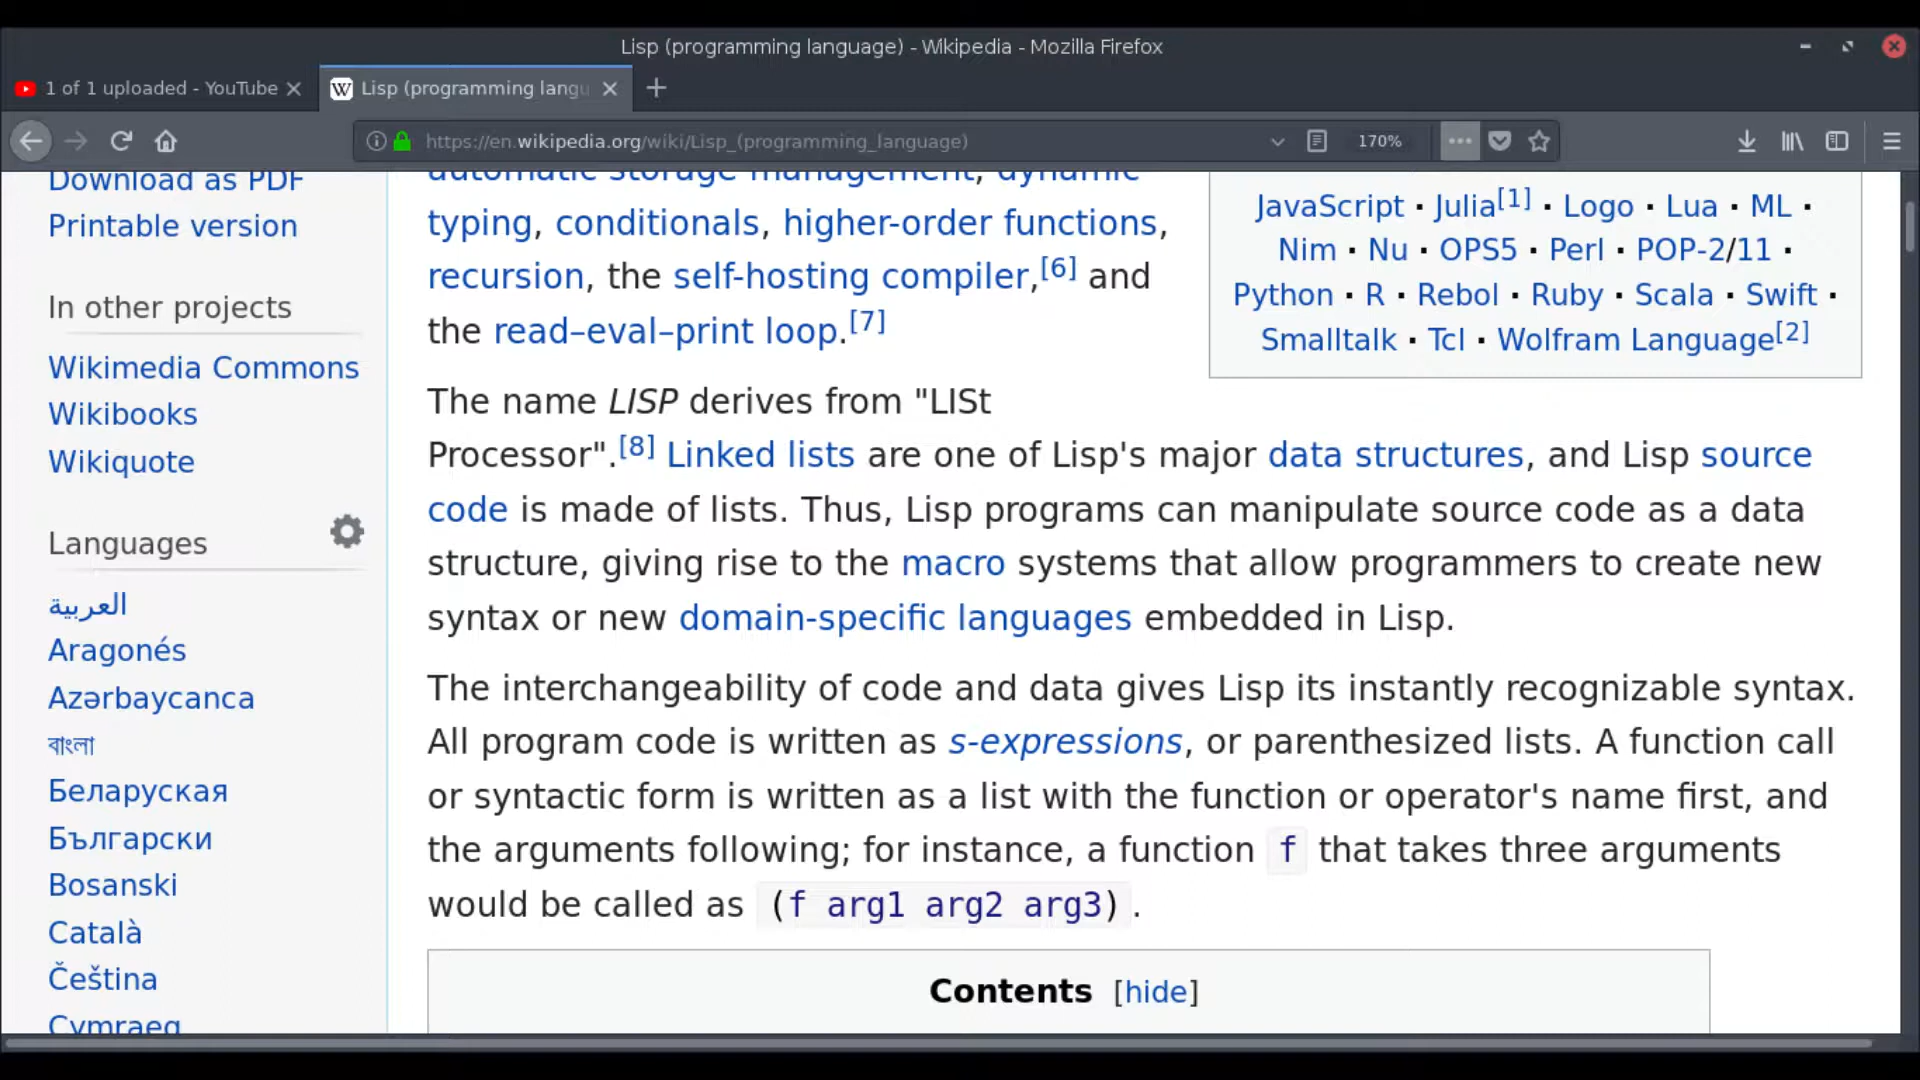 Lisp (programming language) - Wikipedia - Mozilla Firefox
1 of 1 uploaded - YouTube
Lisp (programming langu
https://en.wikipedia.org/wiki/Lisp_(programming_language)
170%
Download as PDF
Printable version
In other projects
Wikimedia Commons
Wikibooks
Wikiquote
Languages
العربية
Aragonés
Azərbaycanca
বাংলা
Беларуская
Български
Bosanski
Català
Čeština
Cymraeg
automatic storage management, dynamic
typing, conditionals, higher-order functions,
recursion, the self-hosting compiler,[6] and
the read–eval–print loop.[7]
JavaScript · Julia[1] · Logo · Lua · ML ·
Nim · Nu · OPS5 · Perl · POP-2/11 ·
Python · R · Rebol · Ruby · Scala · Swift ·
Smalltalk · Tcl · Wolfram Language[2]
The name LISP derives from "LISt
Processor".[8] Linked lists are one of Lisp's major data structures, and Lisp source
code is made of lists. Thus, Lisp programs can manipulate source code as a data
structure, giving rise to the macro systems that allow programmers to create new
syntax or new domain-specific languages embedded in Lisp.
The interchangeability of code and data gives Lisp its instantly recognizable syntax.
All program code is written as s-expressions, or parenthesized lists. A function call
or syntactic form is written as a list with the function or operator's name first, and
the arguments following; for instance, a function f that takes three arguments
would be called as (f arg1 arg2 arg3).
Contents [hide]